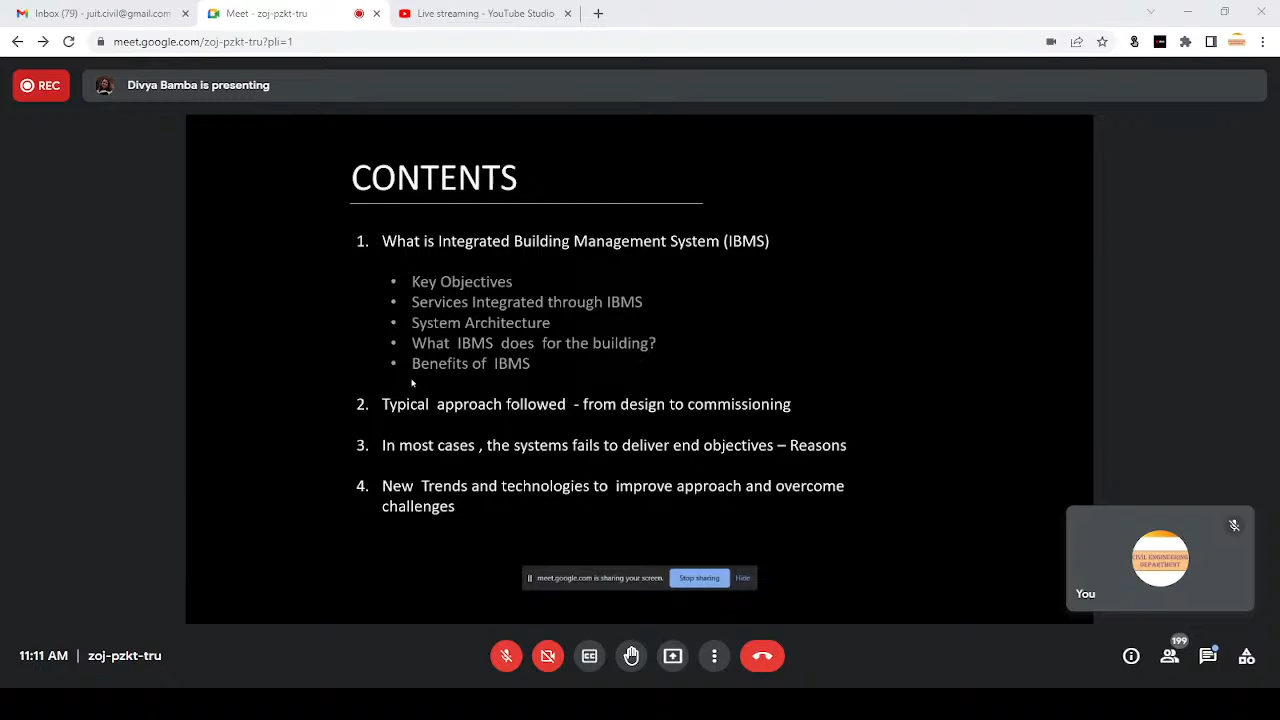 Inbox (79) - juit.civil@gmail.com
Meet - zoj-pzkt-tru
Live streaming - YouTube Studio
meet.google.com/zoj-pzkt-tru?pli=1
REC
Divya Bamba is presenting
CONTENTS
1. What is Integrated Building Management System (IBMS)
• Key Objectives
• Services Integrated through IBMS
• System Architecture
• What IBMS does for the building?
• Benefits of IBMS
2. Typical approach followed - from design to commissioning
3. In most cases , the systems fails to deliver end objectives – Reasons
4. New Trends and technologies to improve approach and overcome
challenges
meet.google.com is sharing your screen. Stop sharing Hide
CIVIL ENGINEERING
DEPARTMENT
You
11:11 AM | zoj-pzkt-tru
199